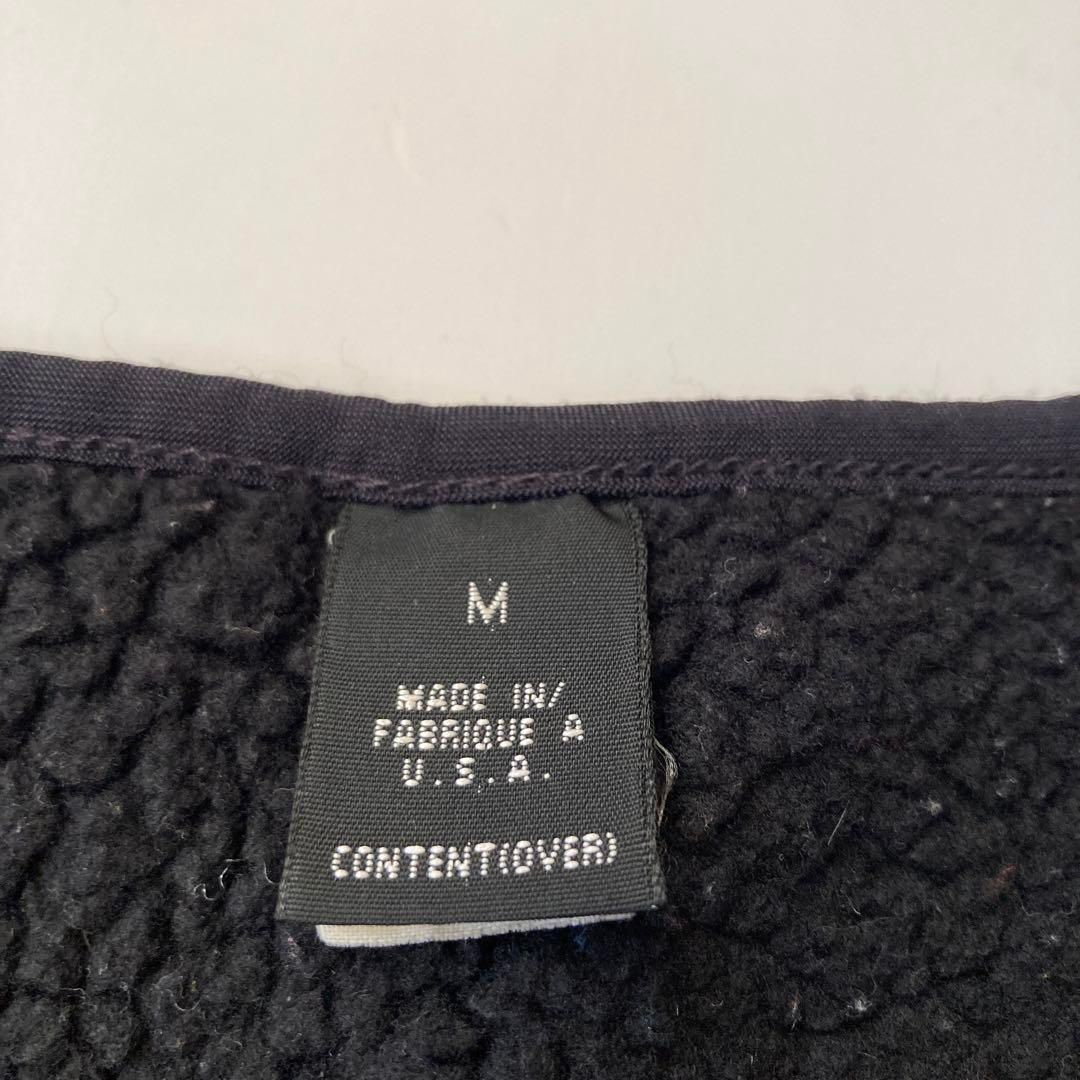 M
MADE IN/
FABRIQUE A
U.S.A.
CONTENT(OVER)